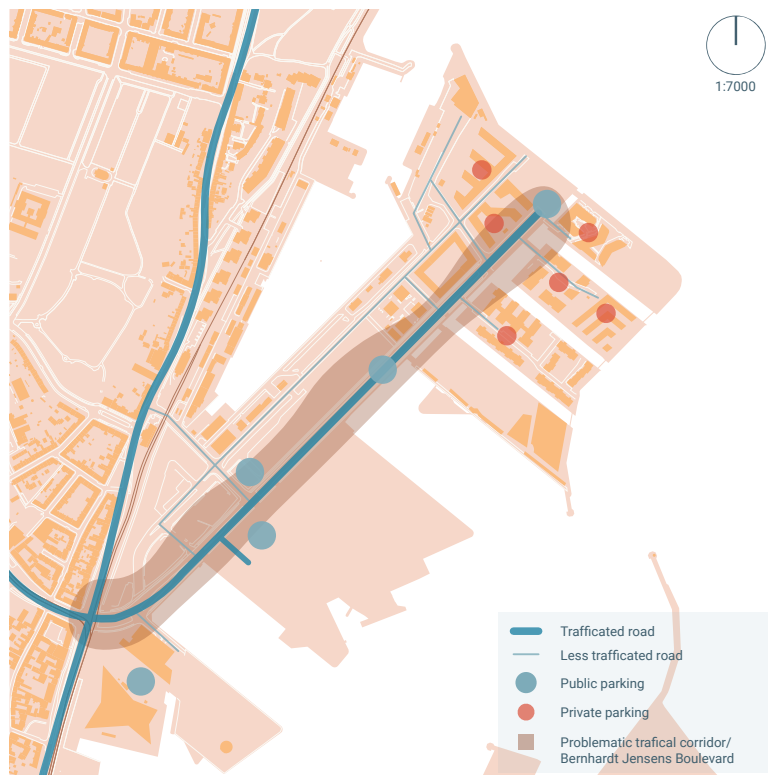 1:7000
Trafficated road
Less trafficated road
Public parking
Private parking
Problematic trafical corridor/
Bernhardt Jensens Boulevard